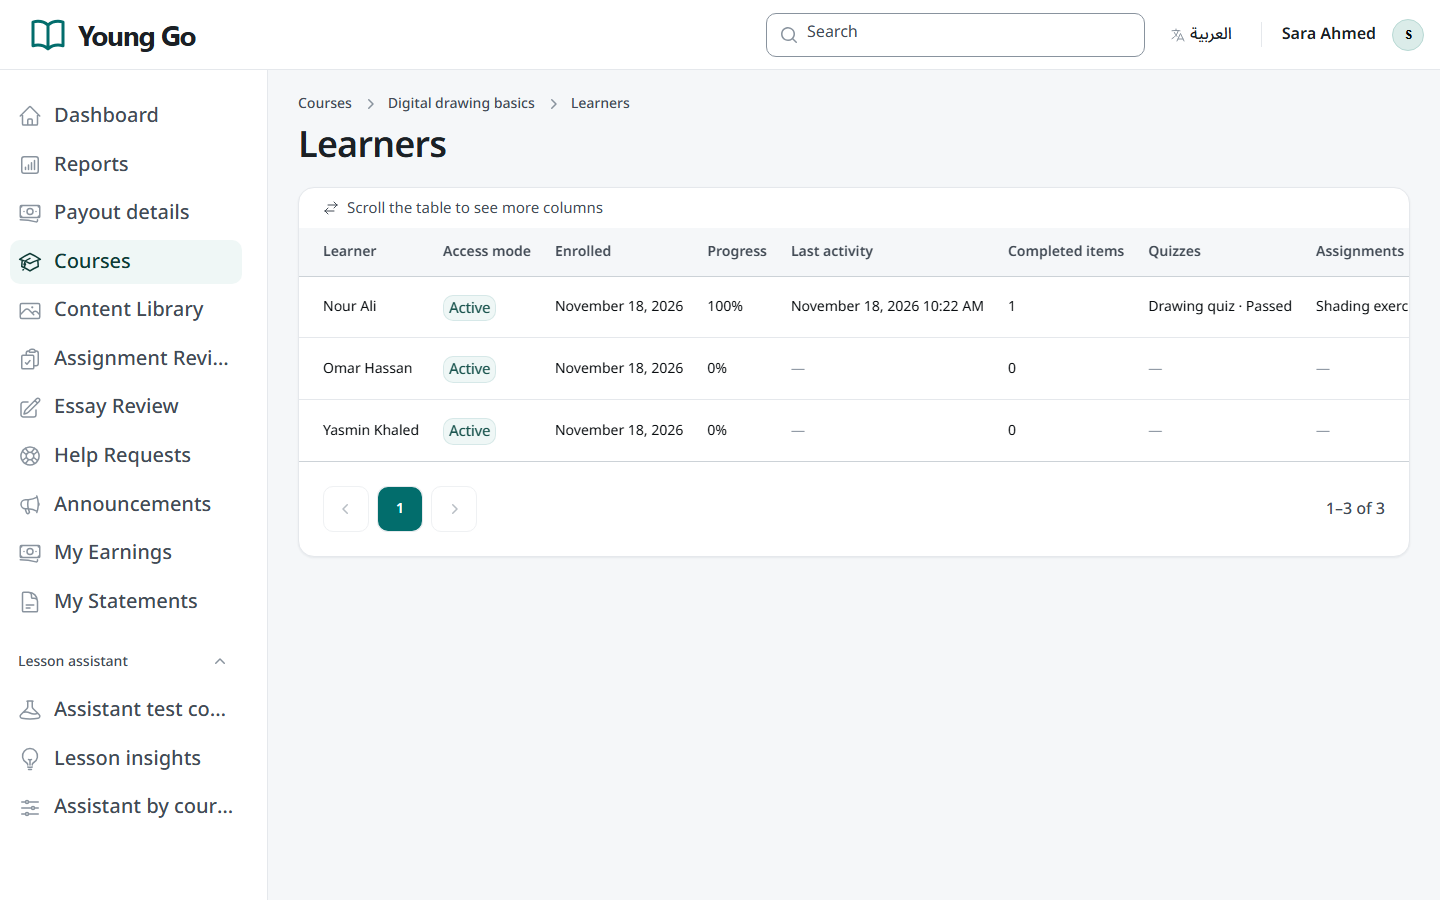 Young Go
Search
العربية
Sara Ahmed
S
Dashboard
Reports
Payout details
Courses
Content Library
Assignment Revi...
Essay Review
Help Requests
Announcements
My Earnings
My Statements
Lesson assistant
Assistant test co...
Lesson insights
Assistant by cour...
Courses > Digital drawing basics > Learners
Learners
Scroll the table to see more columns
Learner Access mode Enrolled Progress Last activity Completed items Quizzes Assignments
Nour Ali Active November 18, 2026 100% November 18, 2026 10:22 AM 1 Drawing quiz · Passed Shading exerc
Omar Hassan Active November 18, 2026 0% — 0 — —
Yasmin Khaled Active November 18, 2026 0% — 0 — —
1
1–3 of 3